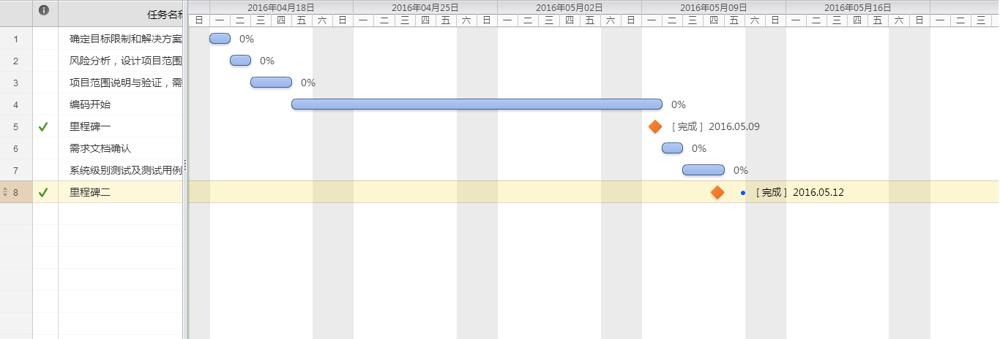 任务名称
2016年04月18日 2016年04月25日 2016年05月02日 2016年05月09日 2016年05月16日
日 一 二 三 四 五 六 日 一 二 三 四 五 六 日 一 二 三 四 五 六 日 一 二 三 四 五 六 日 一 二 三 四 五 六 日 一 二 三
1 确定目标限制和解决方案 0%
2 风险分析，设计项目范围 0%
3 项目范围说明与验证，需 0%
4 编码开始 0%
5 里程碑一 [ 完成 ] 2016.05.09
6 需求文档确认 0%
7 系统级别测试及测试用例 0%
8 里程碑二 [ 完成 ] 2016.05.12